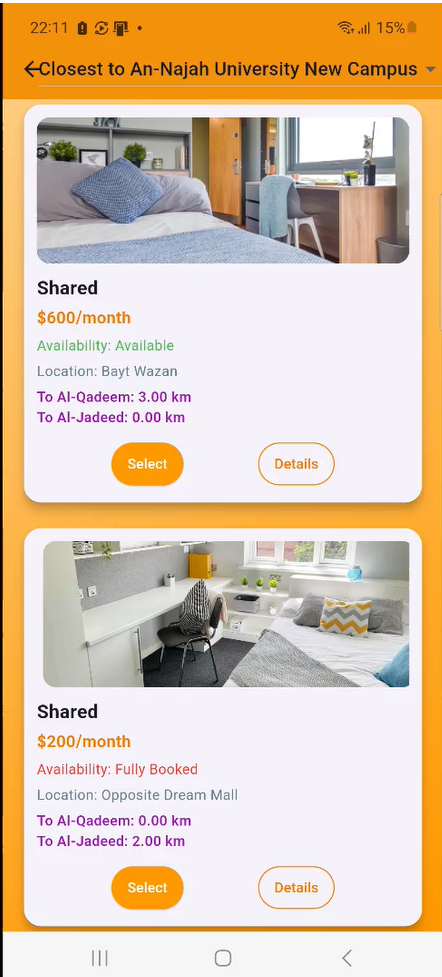 22:11
15%
Closest to An-Najah University New Campus
Shared
$600/month
Availability: Available
Location: Bayt Wazan
To Al-Qadeem: 3.00 km
To Al-Jadeed: 0.00 km
Select Details
Shared
$200/month
Availability: Fully Booked
Location: Opposite Dream Mall
To Al-Qadeem: 0.00 km
To Al-Jadeed: 2.00 km
Select Details